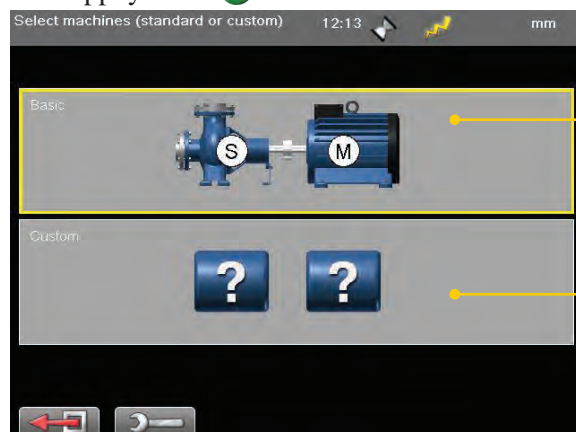 Select machines (standard or custom) 12:13 mm
Basic
S M
Custom
? ?